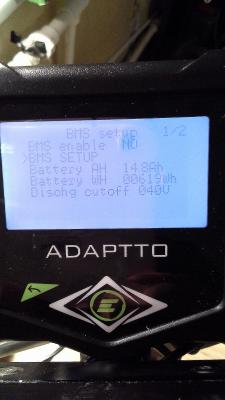 BMS setup 1/2
BMS enable NO
>BMS SETUP
Battery AH 14.8Ah
Battery WH 00619Wh
Dischg cutoff 040V
ADAPTTO
E